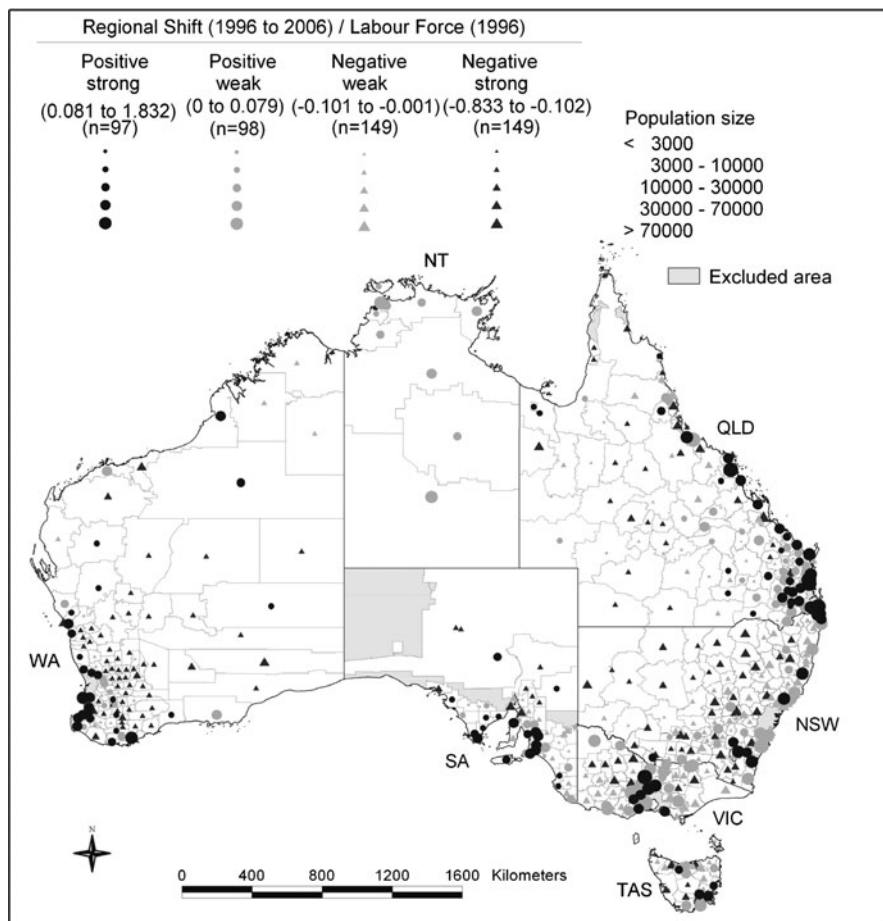 Regional Shift (1996 to 2006) / Labour Force (1996)
Positive strong
(0.081 to 1.832)
(n=97)
Positive weak
(0 to 0.079)
(n=98)
Negative weak
(-0.101 to -0.001)
(n=149)
Negative strong
(-0.833 to -0.102)
(n=149)
Population size
< 3000
3000 - 10000
10000 - 30000
30000 - 70000
> 70000
Excluded area
NT
QLD
WA
SA
NSW
VIC
TAS
N
0 400 800 1200 1600 Kilometers